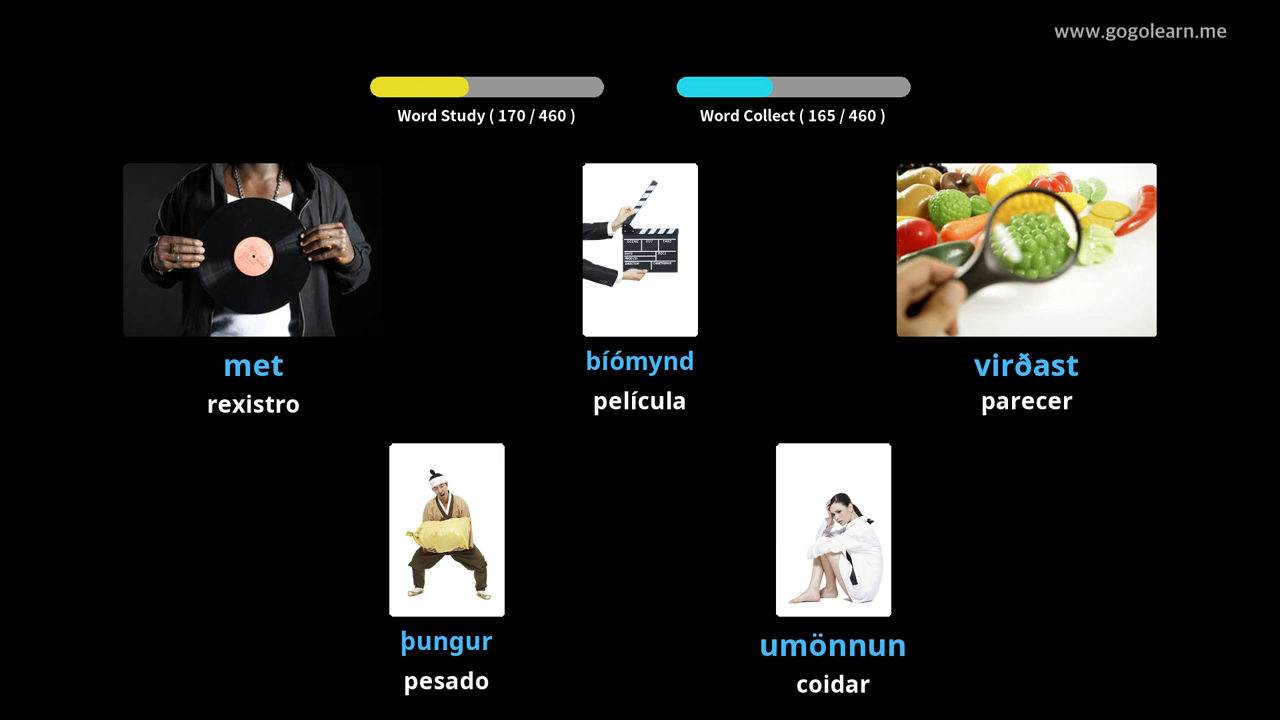 www.gogolearn.me
Word Study ( 170 / 460 )
Word Collect ( 165 / 460 )
met
rexistro
bíómynd
película
virðast
parecer
þungur
pesado
umönnun
coidar